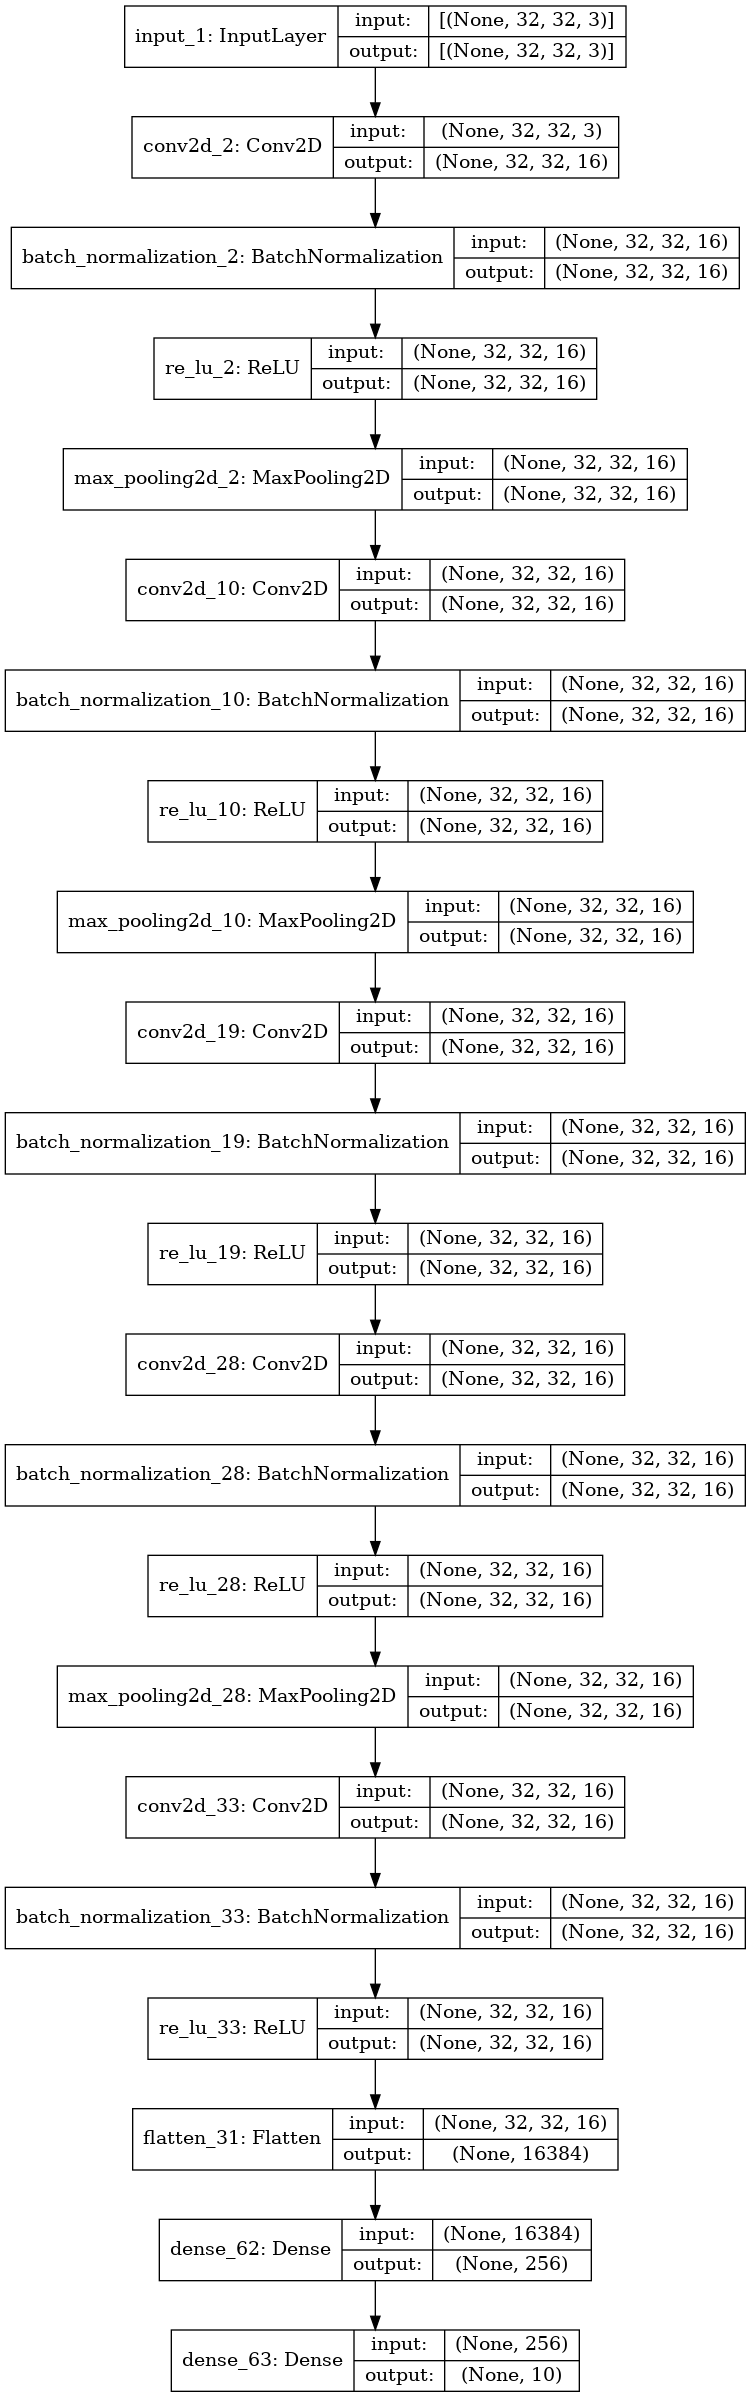 input_1: InputLayer
input: [(None, 32, 32, 3)]
output: [(None, 32, 32, 3)]
conv2d_2: Conv2D
input: (None, 32, 32, 3)
output: (None, 32, 32, 16)
batch_normalization_2: BatchNormalization
input: (None, 32, 32, 16)
output: (None, 32, 32, 16)
re_lu_2: ReLU
input: (None, 32, 32, 16)
output: (None, 32, 32, 16)
max_pooling2d_2: MaxPooling2D
input: (None, 32, 32, 16)
output: (None, 32, 32, 16)
conv2d_10: Conv2D
input: (None, 32, 32, 16)
output: (None, 32, 32, 16)
batch_normalization_10: BatchNormalization
input: (None, 32, 32, 16)
output: (None, 32, 32, 16)
re_lu_10: ReLU
input: (None, 32, 32, 16)
output: (None, 32, 32, 16)
max_pooling2d_10: MaxPooling2D
input: (None, 32, 32, 16)
output: (None, 32, 32, 16)
conv2d_19: Conv2D
input: (None, 32, 32, 16)
output: (None, 32, 32, 16)
batch_normalization_19: BatchNormalization
input: (None, 32, 32, 16)
output: (None, 32, 32, 16)
re_lu_19: ReLU
input: (None, 32, 32, 16)
output: (None, 32, 32, 16)
conv2d_28: Conv2D
input: (None, 32, 32, 16)
output: (None, 32, 32, 16)
batch_normalization_28: BatchNormalization
input: (None, 32, 32, 16)
output: (None, 32, 32, 16)
re_lu_28: ReLU
input: (None, 32, 32, 16)
output: (None, 32, 32, 16)
max_pooling2d_28: MaxPooling2D
input: (None, 32, 32, 16)
output: (None, 32, 32, 16)
conv2d_33: Conv2D
input: (None, 32, 32, 16)
output: (None, 32, 32, 16)
batch_normalization_33: BatchNormalization
input: (None, 32, 32, 16)
output: (None, 32, 32, 16)
re_lu_33: ReLU
input: (None, 32, 32, 16)
output: (None, 32, 32, 16)
flatten_31: Flatten
input: (None, 32, 32, 16)
output: (None, 16384)
dense_62: Dense
input: (None, 16384)
output: (None, 256)
dense_63: Dense
input: (None, 256)
output: (None, 10)